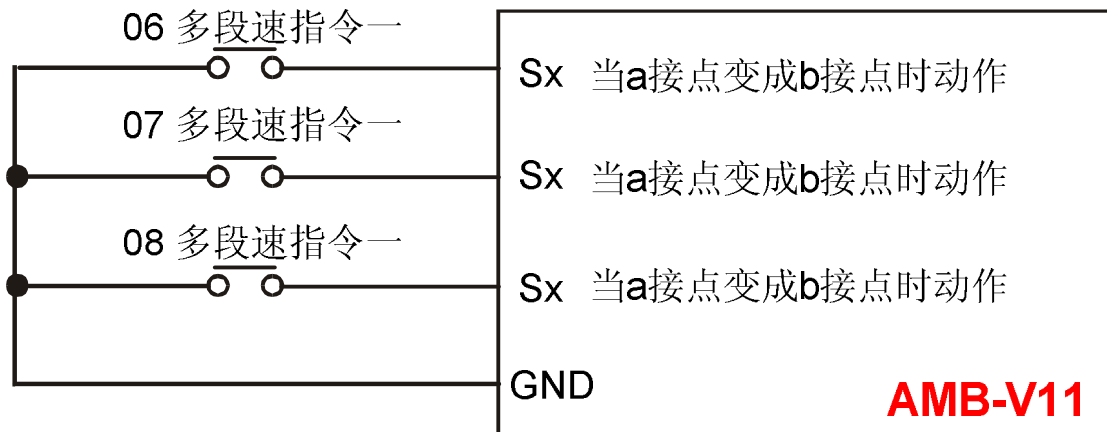 06 多段速指令一
Sx 当a接点变成b接点时动作
07 多段速指令一
Sx 当a接点变成b接点时动作
08 多段速指令一
Sx 当a接点变成b接点时动作
GND
AMB-V11